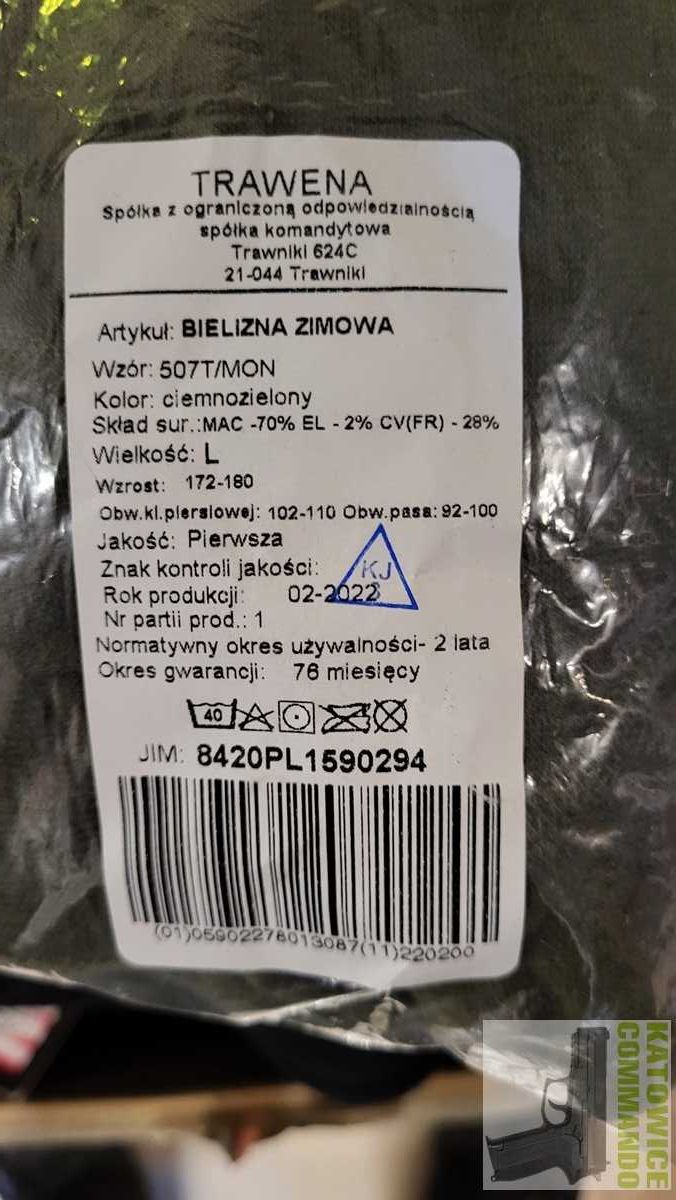 TRAWENA
Spółka z ograniczoną odpowiedzialnością
spółka komandytowa
Trawniki 624C
21-044 Trawniki
Artykuł: BIELIZNA ZIMOWA
Wzór: 507T/MON
Kolor: ciemnozielony
Skład sur.:MAC -70% EL - 2% CV(FR) - 28%
Wielkość: L
Wzrost: 172-180
Obw.kl.piersiowej: 102-110 Obw.pasa: 92-100
Jakość: Pierwsza
Znak kontroli jakości: KJ
Rok produkcji: 02-2022
Nr partii prod.: 1
Normatywny okres używalności- 2 lata
Okres gwarancji: 76 miesięcy
40
JIM: 8420PL1590294
(01)05902278013087(11)220200
KATOWICE
COMMANDO